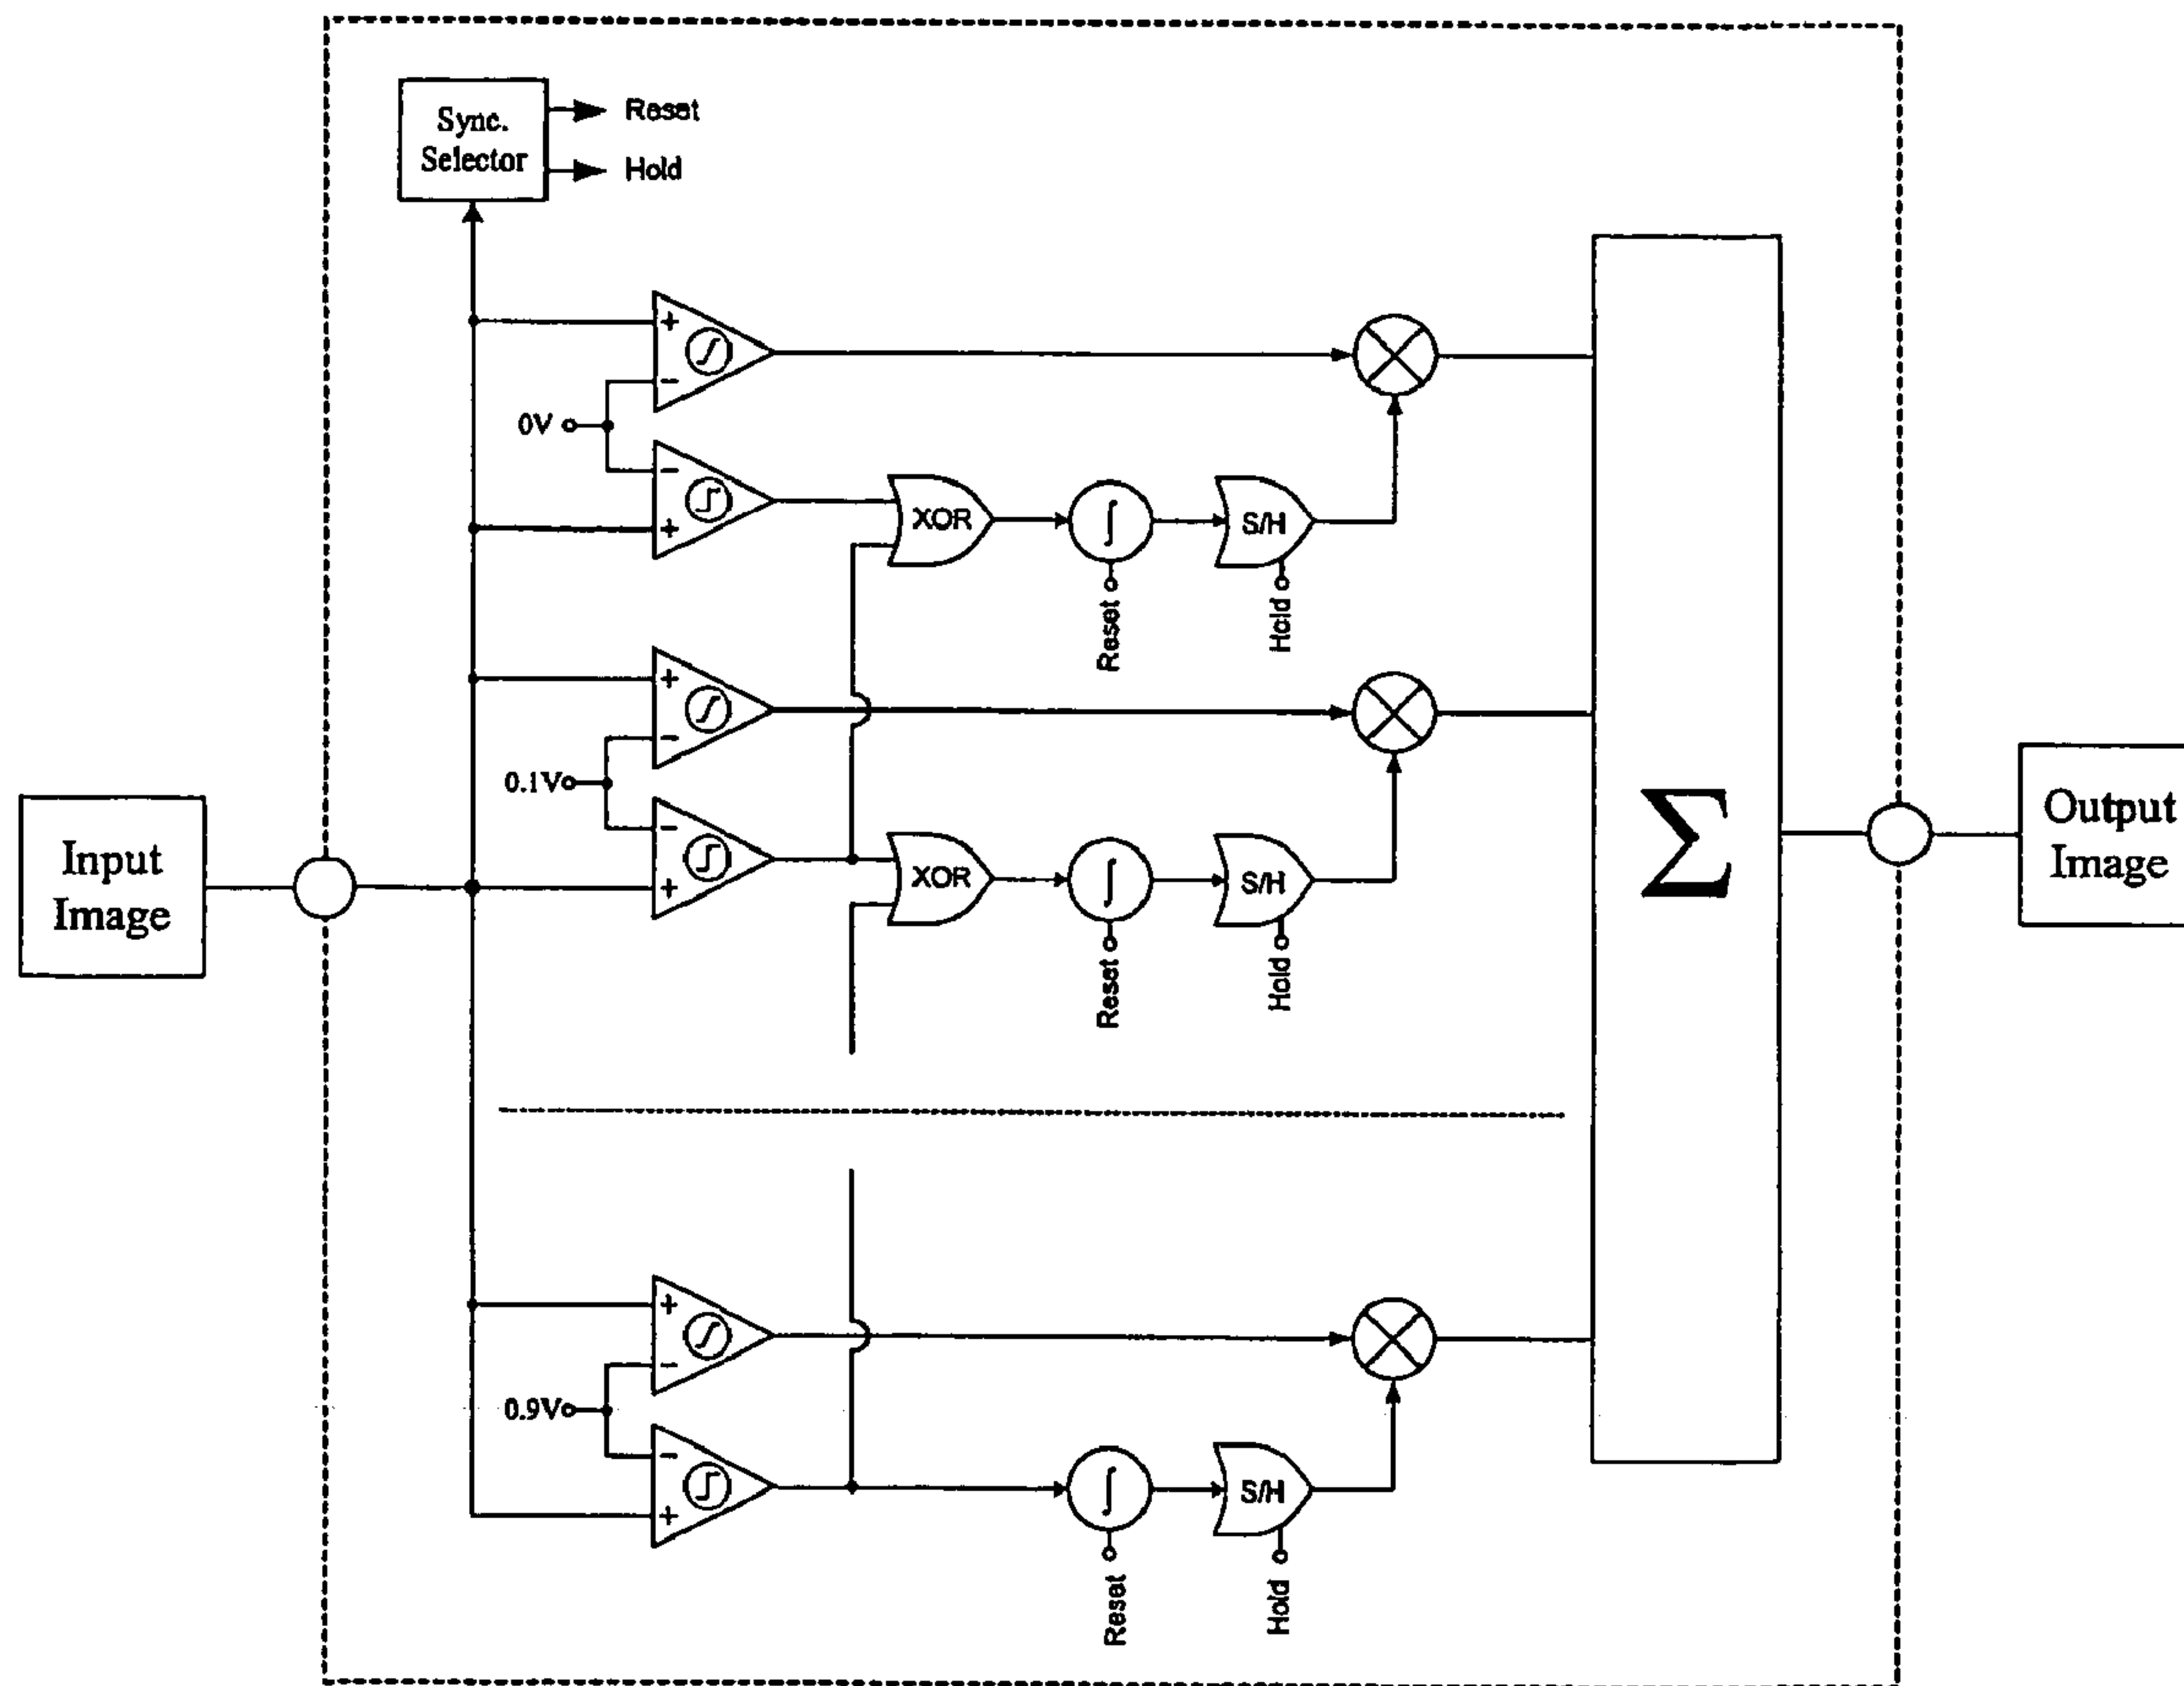 Sync.
Selector
Reset
Hold
+
−
0V
−
+
XOR
∫
S/H
Reset
Hold
+
−
0.1V
−
+
XOR
∫
S/H
Reset
Hold
Input
Image
Σ
Output
Image
+
−
0.9V
−
+
∫
S/H
Reset
Hold